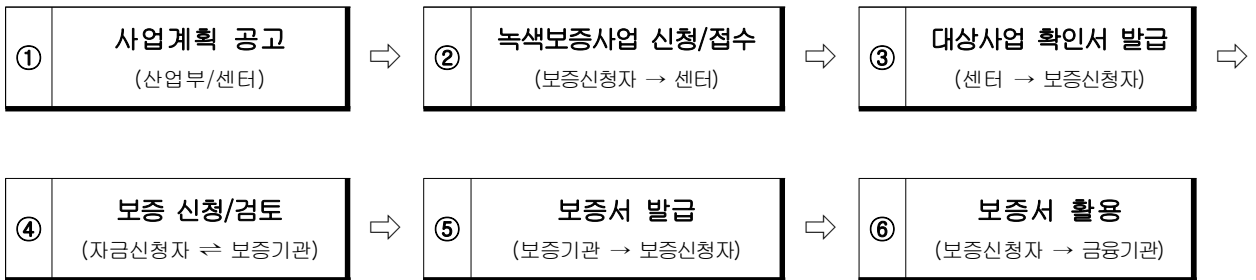 ① 사업계획 공고
(산업부/센터)
⇨
② 녹색보증사업 신청/접수
(보증신청자 → 센터)
⇨
③ 대상사업 확인서 발급
(센터 → 보증신청자)
⇨
④ 보증 신청/검토
(자금신청자 ⇌ 보증기관)
⇨
⑤ 보증서 발급
(보증기관 → 보증신청자)
⇨
⑥ 보증서 활용
(보증신청자 → 금융기관)